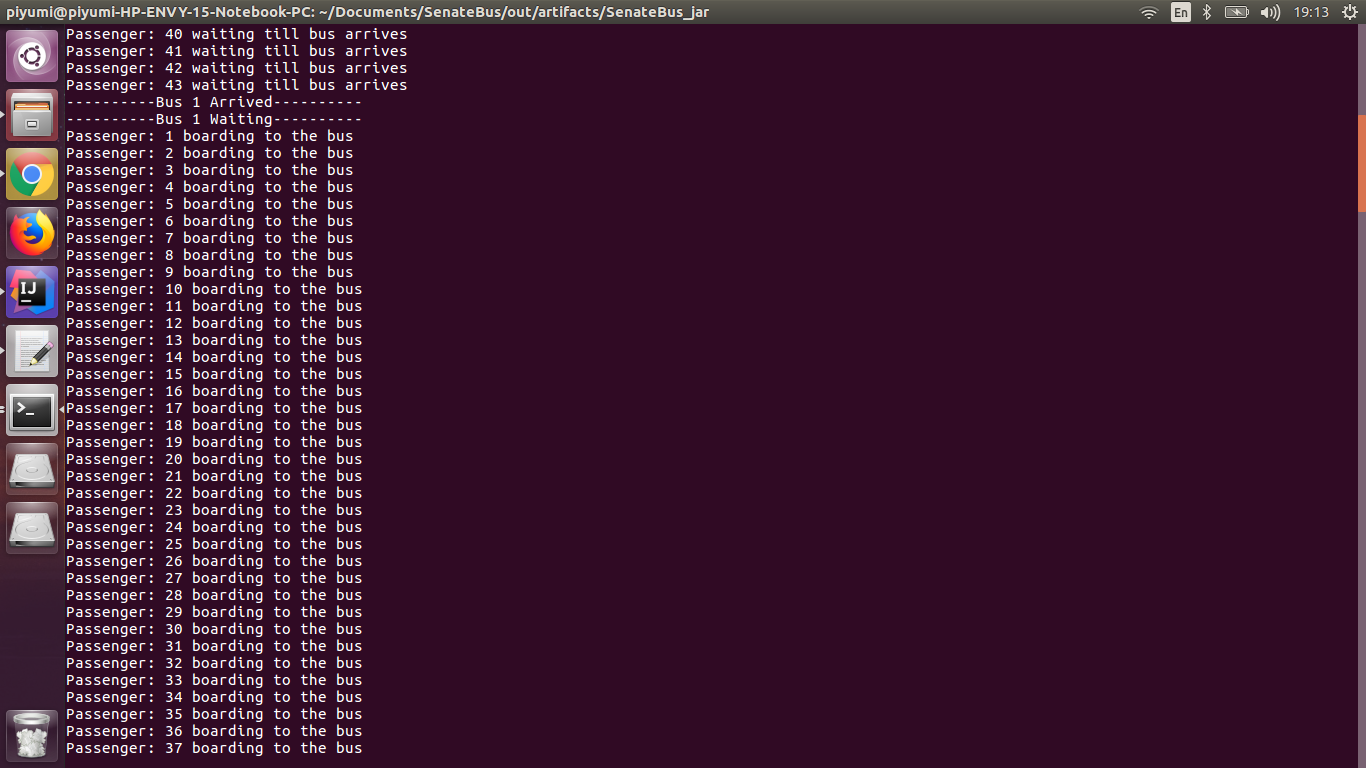 piyumi@piyumi-HP-ENVY-15-Notebook-PC: ~/Documents/SenateBus/out/artifacts/SenateBus_jar
En
19:13
Passenger: 40 waiting till bus arrives
Passenger: 41 waiting till bus arrives
Passenger: 42 waiting till bus arrives
Passenger: 43 waiting till bus arrives
----------Bus 1 Arrived----------
----------Bus 1 Waiting----------
Passenger: 1 boarding to the bus
Passenger: 2 boarding to the bus
Passenger: 3 boarding to the bus
Passenger: 4 boarding to the bus
Passenger: 5 boarding to the bus
Passenger: 6 boarding to the bus
Passenger: 7 boarding to the bus
Passenger: 8 boarding to the bus
Passenger: 9 boarding to the bus
Passenger: 10 boarding to the bus
Passenger: 11 boarding to the bus
Passenger: 12 boarding to the bus
Passenger: 13 boarding to the bus
Passenger: 14 boarding to the bus
Passenger: 15 boarding to the bus
Passenger: 16 boarding to the bus
Passenger: 17 boarding to the bus
Passenger: 18 boarding to the bus
Passenger: 19 boarding to the bus
Passenger: 20 boarding to the bus
Passenger: 21 boarding to the bus
Passenger: 22 boarding to the bus
Passenger: 23 boarding to the bus
Passenger: 24 boarding to the bus
Passenger: 25 boarding to the bus
Passenger: 26 boarding to the bus
Passenger: 27 boarding to the bus
Passenger: 28 boarding to the bus
Passenger: 29 boarding to the bus
Passenger: 30 boarding to the bus
Passenger: 31 boarding to the bus
Passenger: 32 boarding to the bus
Passenger: 33 boarding to the bus
Passenger: 34 boarding to the bus
Passenger: 35 boarding to the bus
Passenger: 36 boarding to the bus
Passenger: 37 boarding to the bus
IJ
>_